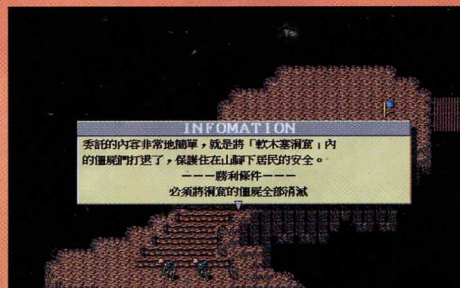 INFOMATION
委託的內容非常地簡單，就是將「軟木塞洞窟」內
的僵屍們打退了，保護住在山腳下居民的安全。
———勝利條件———
必須將洞窟的僵屍全部消滅